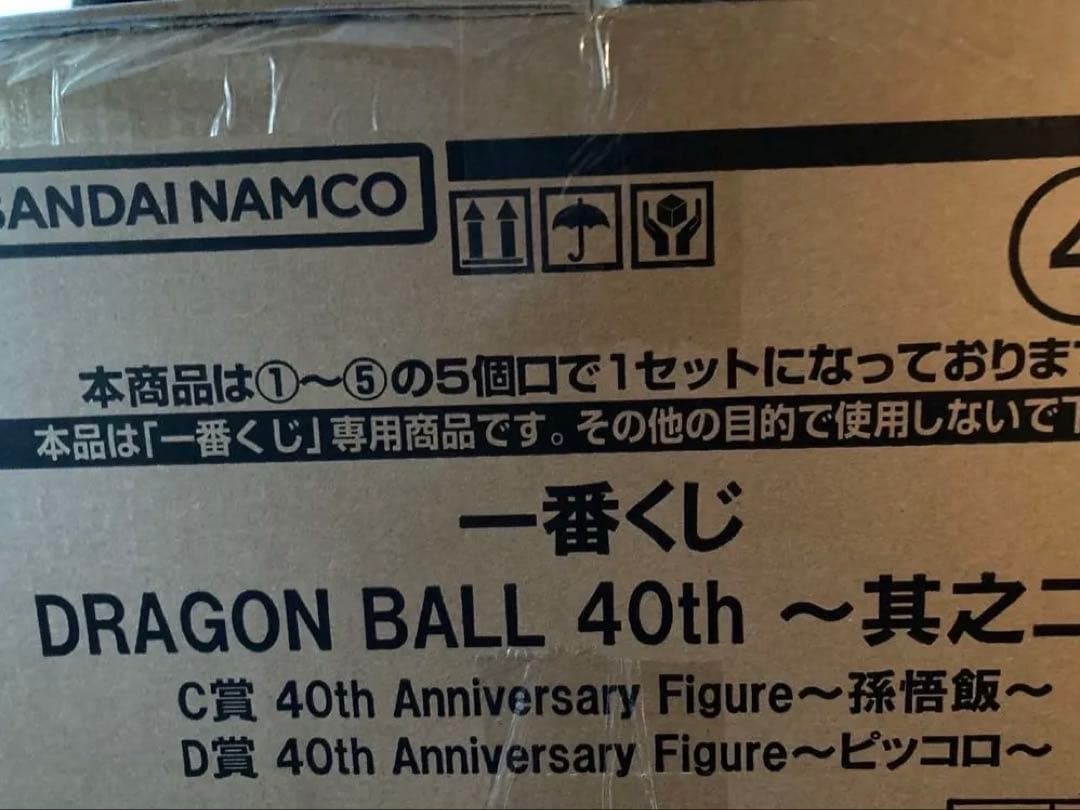 BANDAI NAMCO
4
本商品は①〜⑤の5個口で1セットになっておりま
本品は「一番くじ」専用商品です。その他の目的で使用しないで下
一番くじ
DRAGON BALL 40th 〜其之二
C賞 40th Anniversary Figure〜孫悟飯〜
D賞 40th Anniversary Figure〜ピッコロ〜